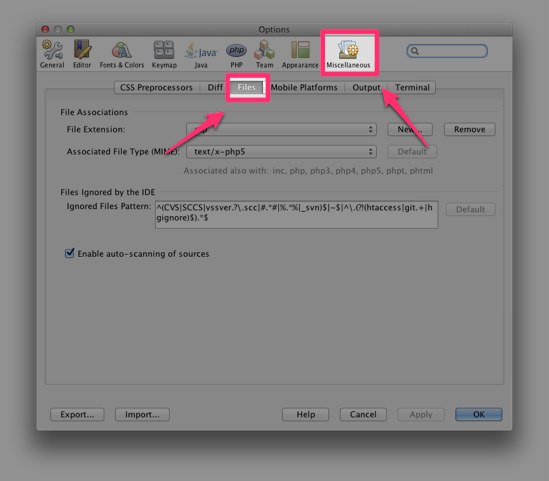 Options
General Editor Fonts & Colors Keymap Java PHP Team Appearance Miscellaneous
CSS Preprocessors Diff Files Mobile Platforms Output Terminal
File Associations
File Extension: New... Remove
Associated File Type (MIME): text/x-php5 Default
Associated also with: inc, php, php3, php4, php5, phpt, phtml
Files Ignored by the IDE
Ignored Files Pattern: ^(CVS|SCCS|vssver.?\.scc|#.*#|%.*%|_svn)$|~$|^\.(?!(htaccess|git.+|h Default
gignore)$).*$
Enable auto-scanning of sources
Export... Import... Help Cancel Apply OK